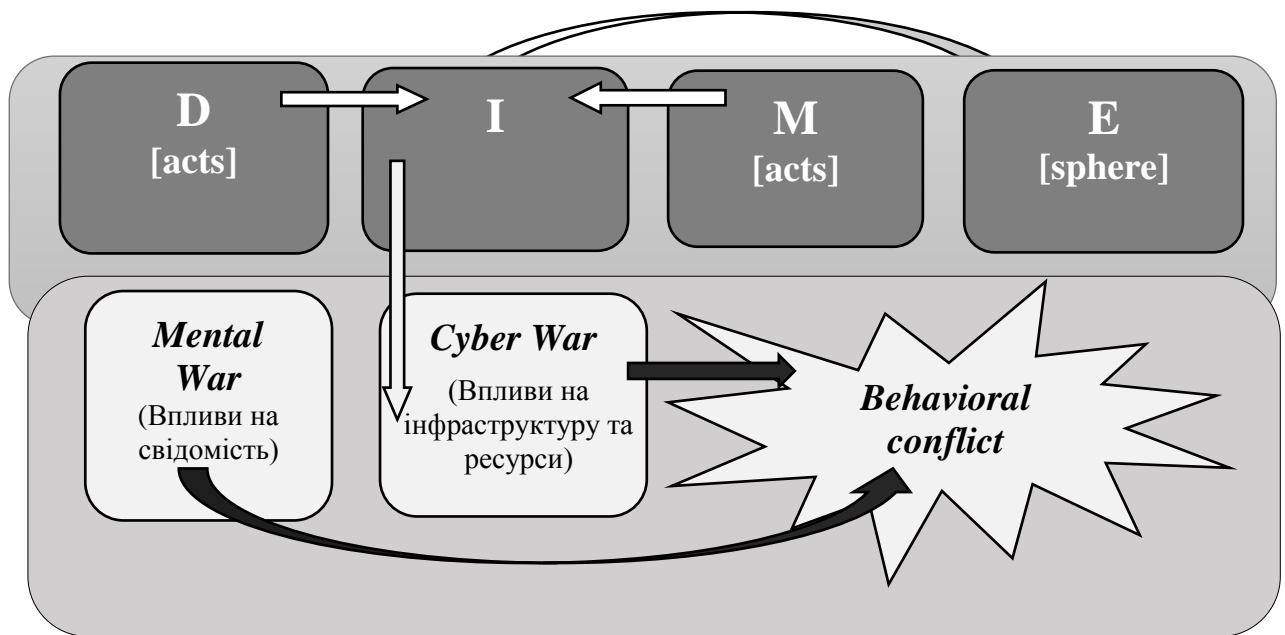 D
[acts]
I
M
[acts]
E
[sphere]
Mental
War
(Впливи на
свідомість)
Cyber War
(Впливи на
інфраструктуру та
ресурси)
Behavioral
conflict